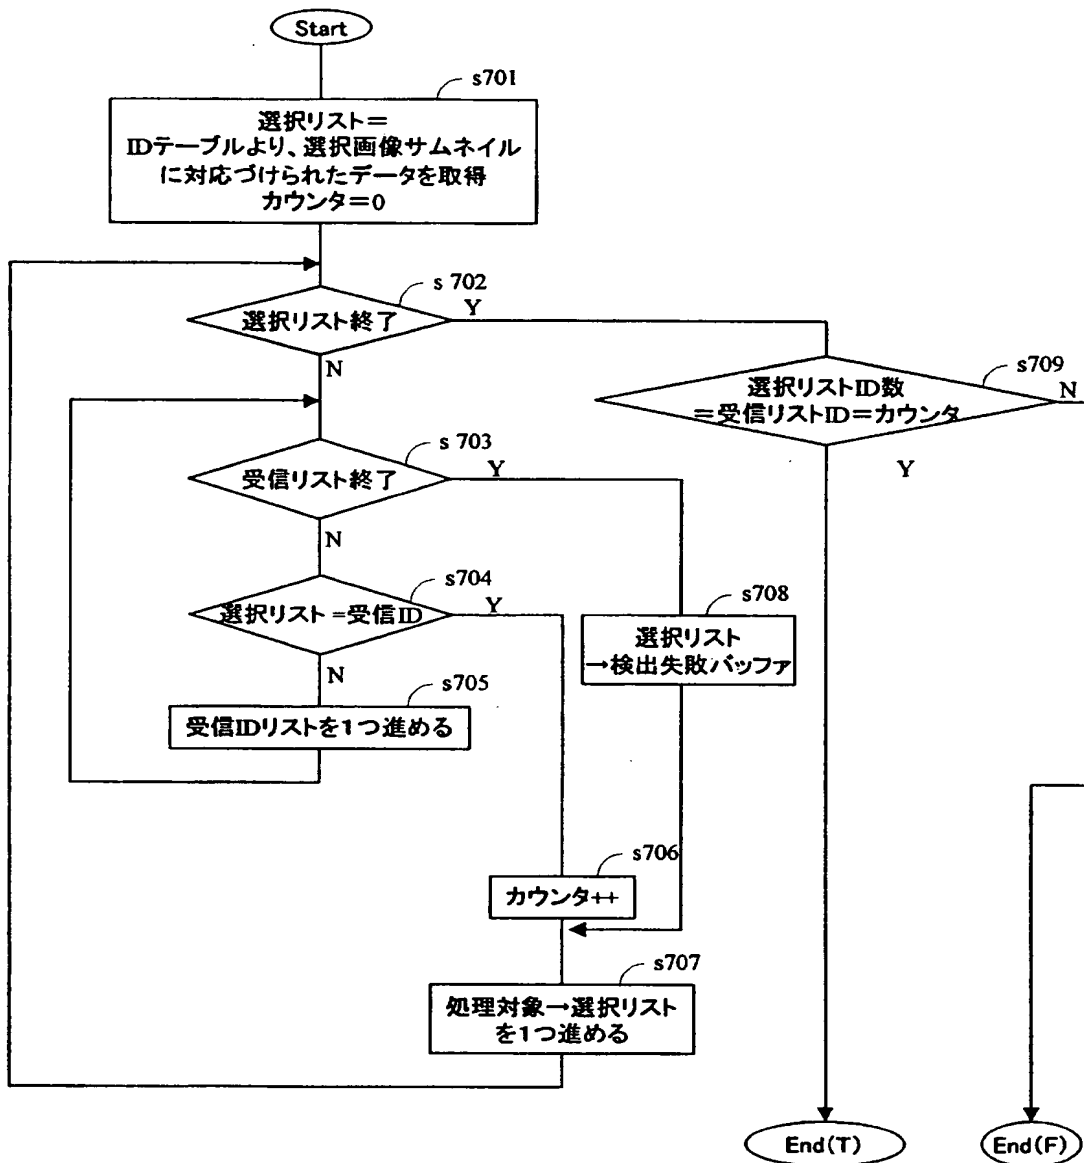 Start
s701
選択リスト＝
IDテーブルより、選択画像サムネイル
に対応づけられたデータを取得
カウンタ＝0
s 702
選択リスト終了
Y
N
s709
選択リストID数
＝受信リストID＝カウンタ
N
Y
s 703
受信リスト終了
Y
N
s704
選択リスト=受信ID
Y
N
s708
選択リスト
→検出失敗バッファ
s705
受信IDリストを1つ進める
s706
カウンタ++
s707
処理対象→選択リスト
を1つ進める
End(T)
End(F)